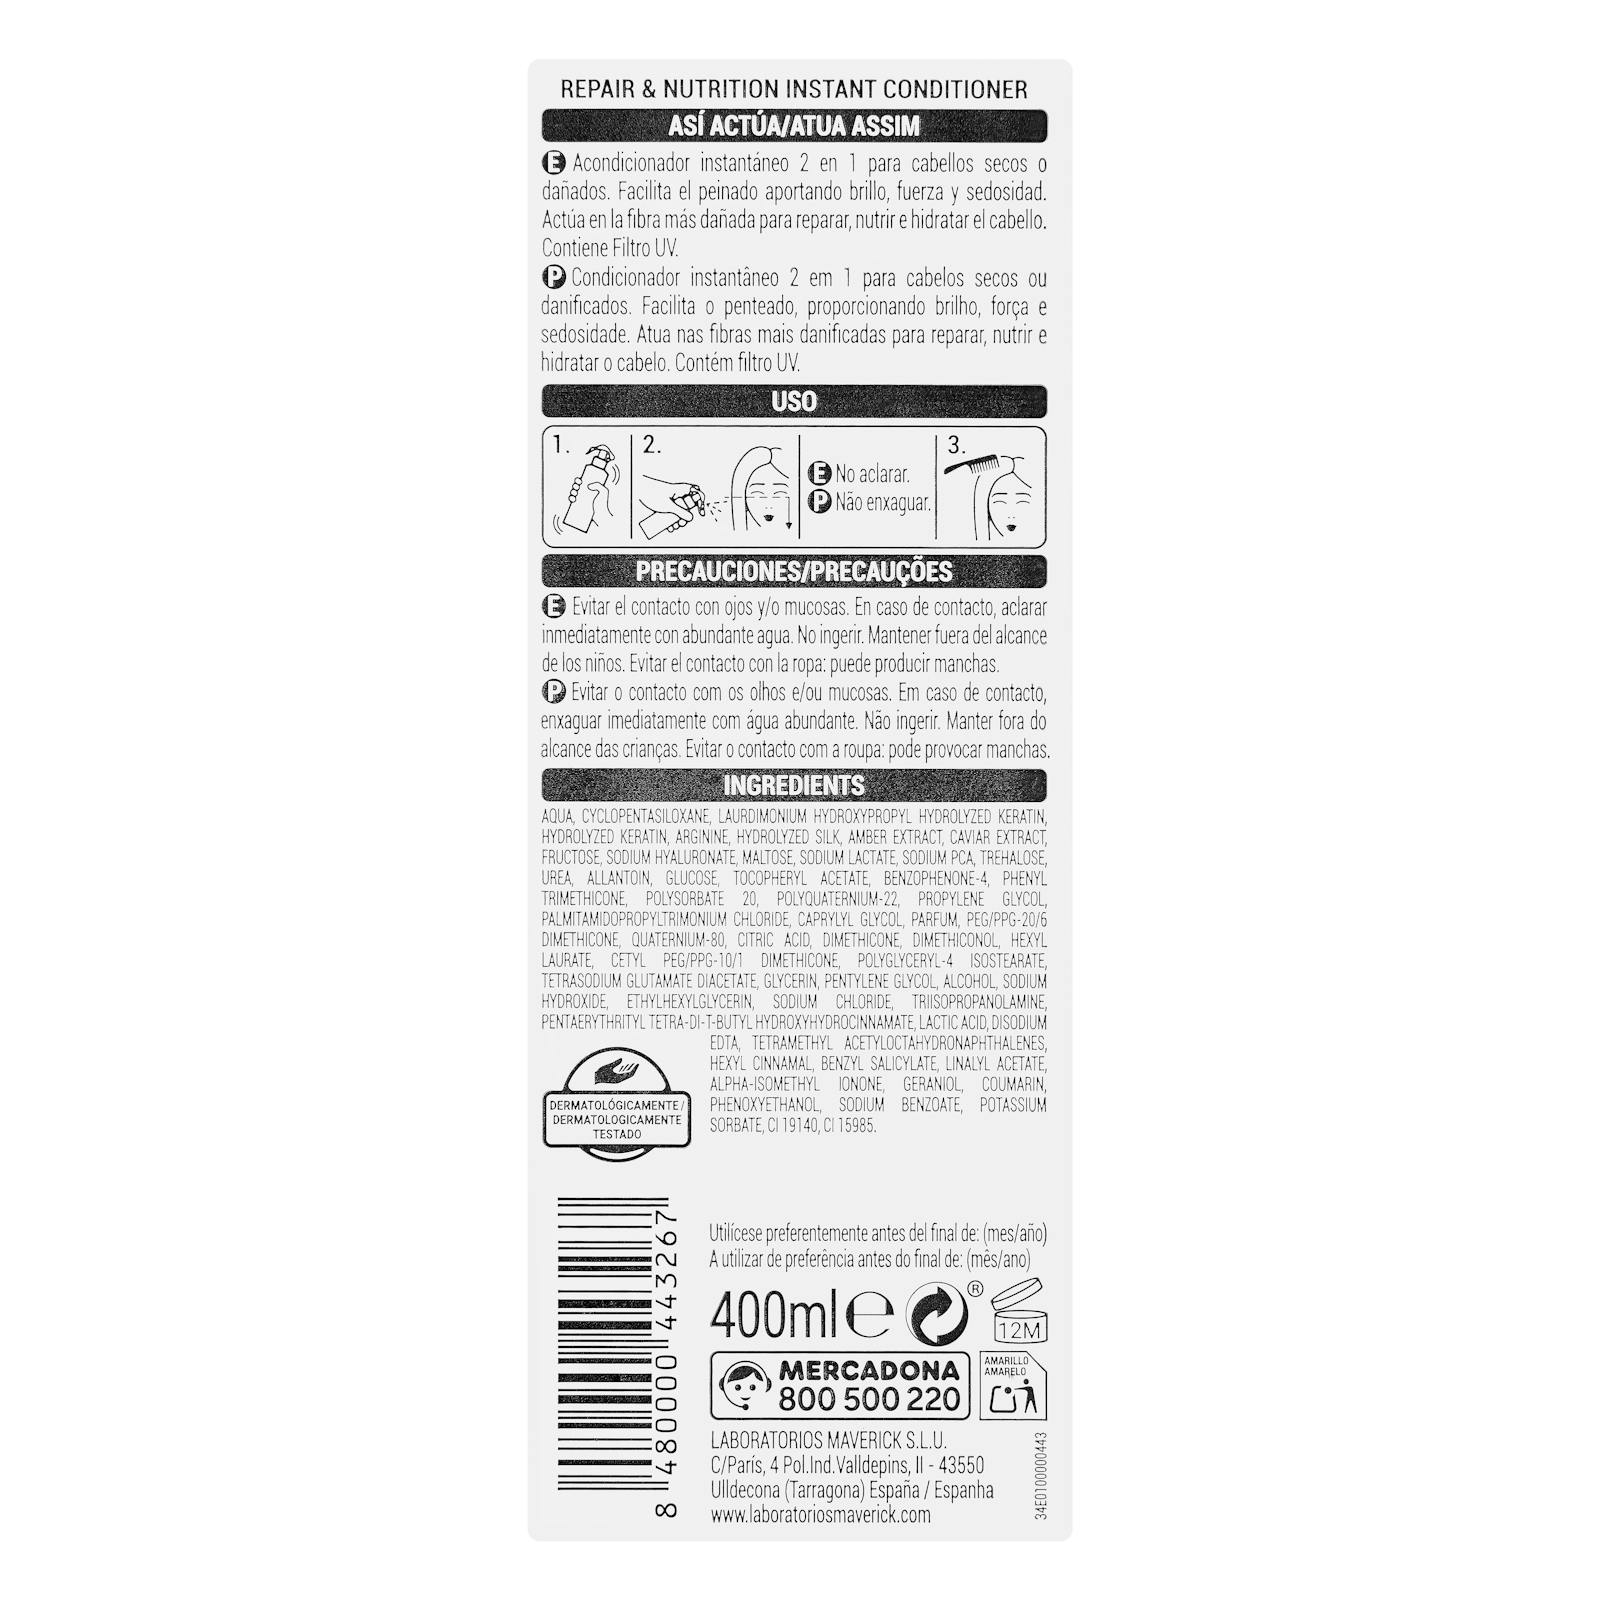 REPAIR & NUTRITION INSTANT CONDITIONER
ASÍ ACTÚA/ATUA ASSIM
E Acondicionador instantáneo 2 en 1 para cabellos secos o
dañados. Facilita el peinado aportando brillo, fuerza y sedosidad.
Actúa en la fibra más dañada para reparar, nutrir e hidratar el cabello.
Contiene Filtro UV.
P Condicionador instantâneo 2 em 1 para cabelos secos ou
danificados. Facilita o penteado, proporcionando brilho, força e
sedosidade. Atua nas fibras mais danificadas para reparar, nutrir e
hidratar o cabelo. Contém filtro UV.
USO
1.
2.
E No aclarar.
P Não enxaguar.
3.
PRECAUCIONES/PRECAUÇÕES
E Evitar el contacto con ojos y/o mucosas. En caso de contacto, aclarar
inmediatamente con abundante agua. No ingerir. Mantener fuera del alcance
de los niños. Evitar el contacto con la ropa: puede producir manchas.
P Evitar o contacto com os olhos e/ou mucosas. Em caso de contacto,
enxaguar imediatamente com água abundante. Não ingerir. Manter fora do
alcance das crianças. Evitar o contacto com a roupa: pode provocar manchas.
INGREDIENTS
AQUA, CYCLOPENTASILOXANE, LAURDIMONIUM HYDROXYPROPYL HYDROLYZED KERATIN,
HYDROLYZED KERATIN, ARGININE, HYDROLYZED SILK, AMBER EXTRACT, CAVIAR EXTRACT,
FRUCTOSE, SODIUM HYALURONATE, MALTOSE, SODIUM LACTATE, SODIUM PCA, TREHALOSE,
UREA, ALLANTOIN, GLUCOSE, TOCOPHERYL ACETATE, BENZOPHENONE-4, PHENYL
TRIMETHICONE, POLYSORBATE 20, POLYQUATERNIUM-22, PROPYLENE GLYCOL,
PALMITAMIDOPROPYLTRIMONIUM CHLORIDE, CAPRYLYL GLYCOL, PARFUM, PEG/PPG-20/6
DIMETHICONE, QUATERNIUM-80, CITRIC ACID, DIMETHICONE, DIMETHICONOL, HEXYL
LAURATE, CETYL PEG/PPG-10/1 DIMETHICONE, POLYGLYCERYL-4 ISOSTEARATE,
TETRASODIUM GLUTAMATE DIACETATE, GLYCERIN, PENTYLENE GLYCOL, ALCOHOL, SODIUM
HYDROXIDE, ETHYLHEXYLGLYCERIN, SODIUM CHLORIDE, TRIISOPROPANOLAMINE,
PENTAERYTHRITYL TETRA-DI-T-BUTYL HYDROXYHYDROCINNAMATE, LACTIC ACID, DISODIUM
EDTA, TETRAMETHYL ACETYLOCTAHYDRONAPHTHALENES,
HEXYL CINNAMAL, BENZYL SALICYLATE, LINALYL ACETATE,
ALPHA-ISOMETHYL IONONE, GERANIOL, COUMARIN,
PHENOXYETHANOL, SODIUM BENZOATE, POTASSIUM
SORBATE, CI 19140, CI 15985.
DERMATOLÓGICAMENTE/
DERMATOLOGICAMENTE
TESTADO
8 480000 443267
Utilícese preferentemente antes del final de: (mes/año)
A utilizar de preferência antes do final de: (mês/ano)
400ml e
®
12M
MERCADONA
800 500 220
AMARILLO
AMARELO
LABORATORIOS MAVERICK S.L.U.
C/París, 4 Pol.Ind.Valldepins, II - 43550
Ulldecona (Tarragona) España / Espanha
www.laboratoriosmaverick.com
34E0100000443